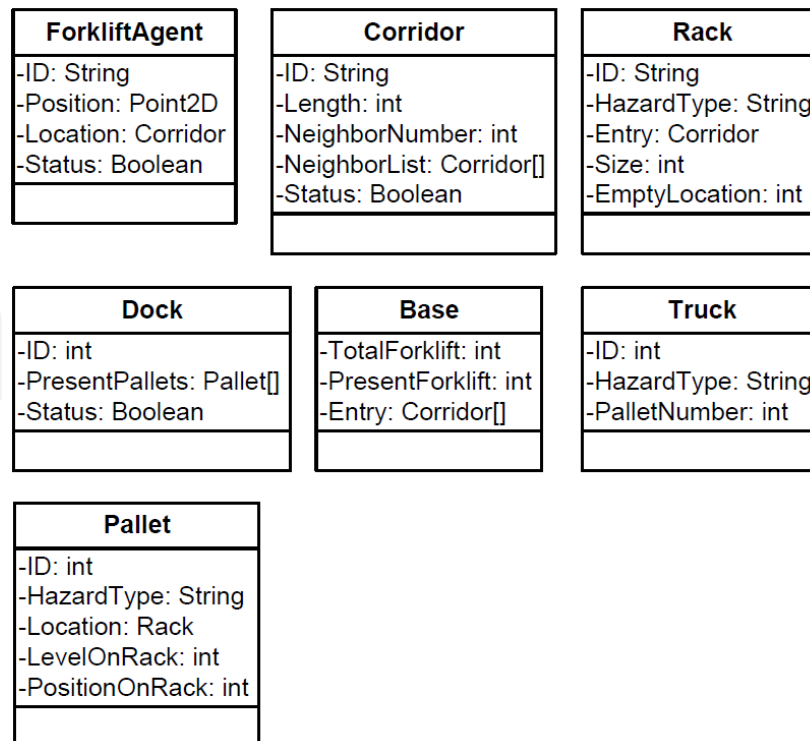 ForkliftAgent
-ID: String
-Position: Point2D
-Location: Corridor
-Status: Boolean
Corridor
-ID: String
-Length: int
-NeighborNumber: int
-NeighborList: Corridor[]
-Status: Boolean
Rack
-ID: String
-HazardType: String
-Entry: Corridor
-Size: int
-EmptyLocation: int
Dock
-ID: int
-PresentPallets: Pallet[]
-Status: Boolean
Base
-TotalForklift: int
-PresentForklift: int
-Entry: Corridor[]
Truck
-ID: int
-HazardType: String
-PalletNumber: int
Pallet
-ID: int
-HazardType: String
-Location: Rack
-LevelOnRack: int
-PositionOnRack: int